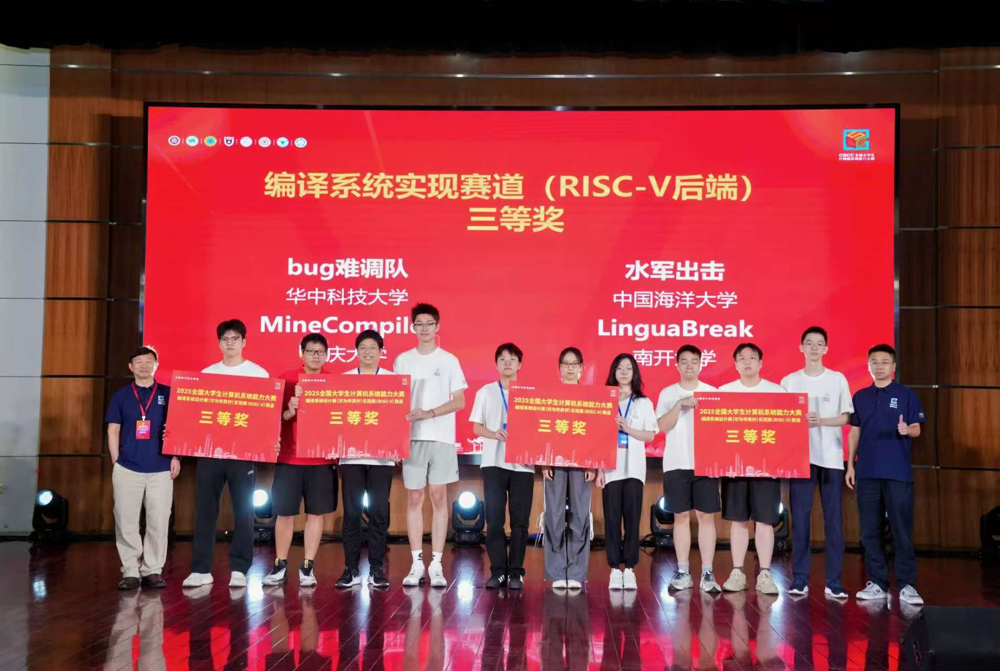 CSCC 全国大学生
计算机系统能力大赛
编译系统实现赛道（RISC-V后端）
三等奖
bug难调队
华中科技大学
MineCompile
庆大学
水军出击
中国海洋大学
LinguaBreak
南开大学
2025全国大学生计算机系统能力大赛
编译系统设计赛(华为毕昇杯)实现赛(RISC-V)赛道
三等奖
2025全国大学生计算机系统能力大赛
编译系统设计赛(华为毕昇杯)实现赛(RISC-V)赛道
三等奖
2025全国大学生计算机系统能力大赛
编译系统设计赛(华为毕昇杯)实现赛(RISC-V)赛道
三等奖
2025全国大学生计算机系统能力大赛
编译系统设计赛(华为毕昇杯)实现赛(RISC-V)赛道
三等奖